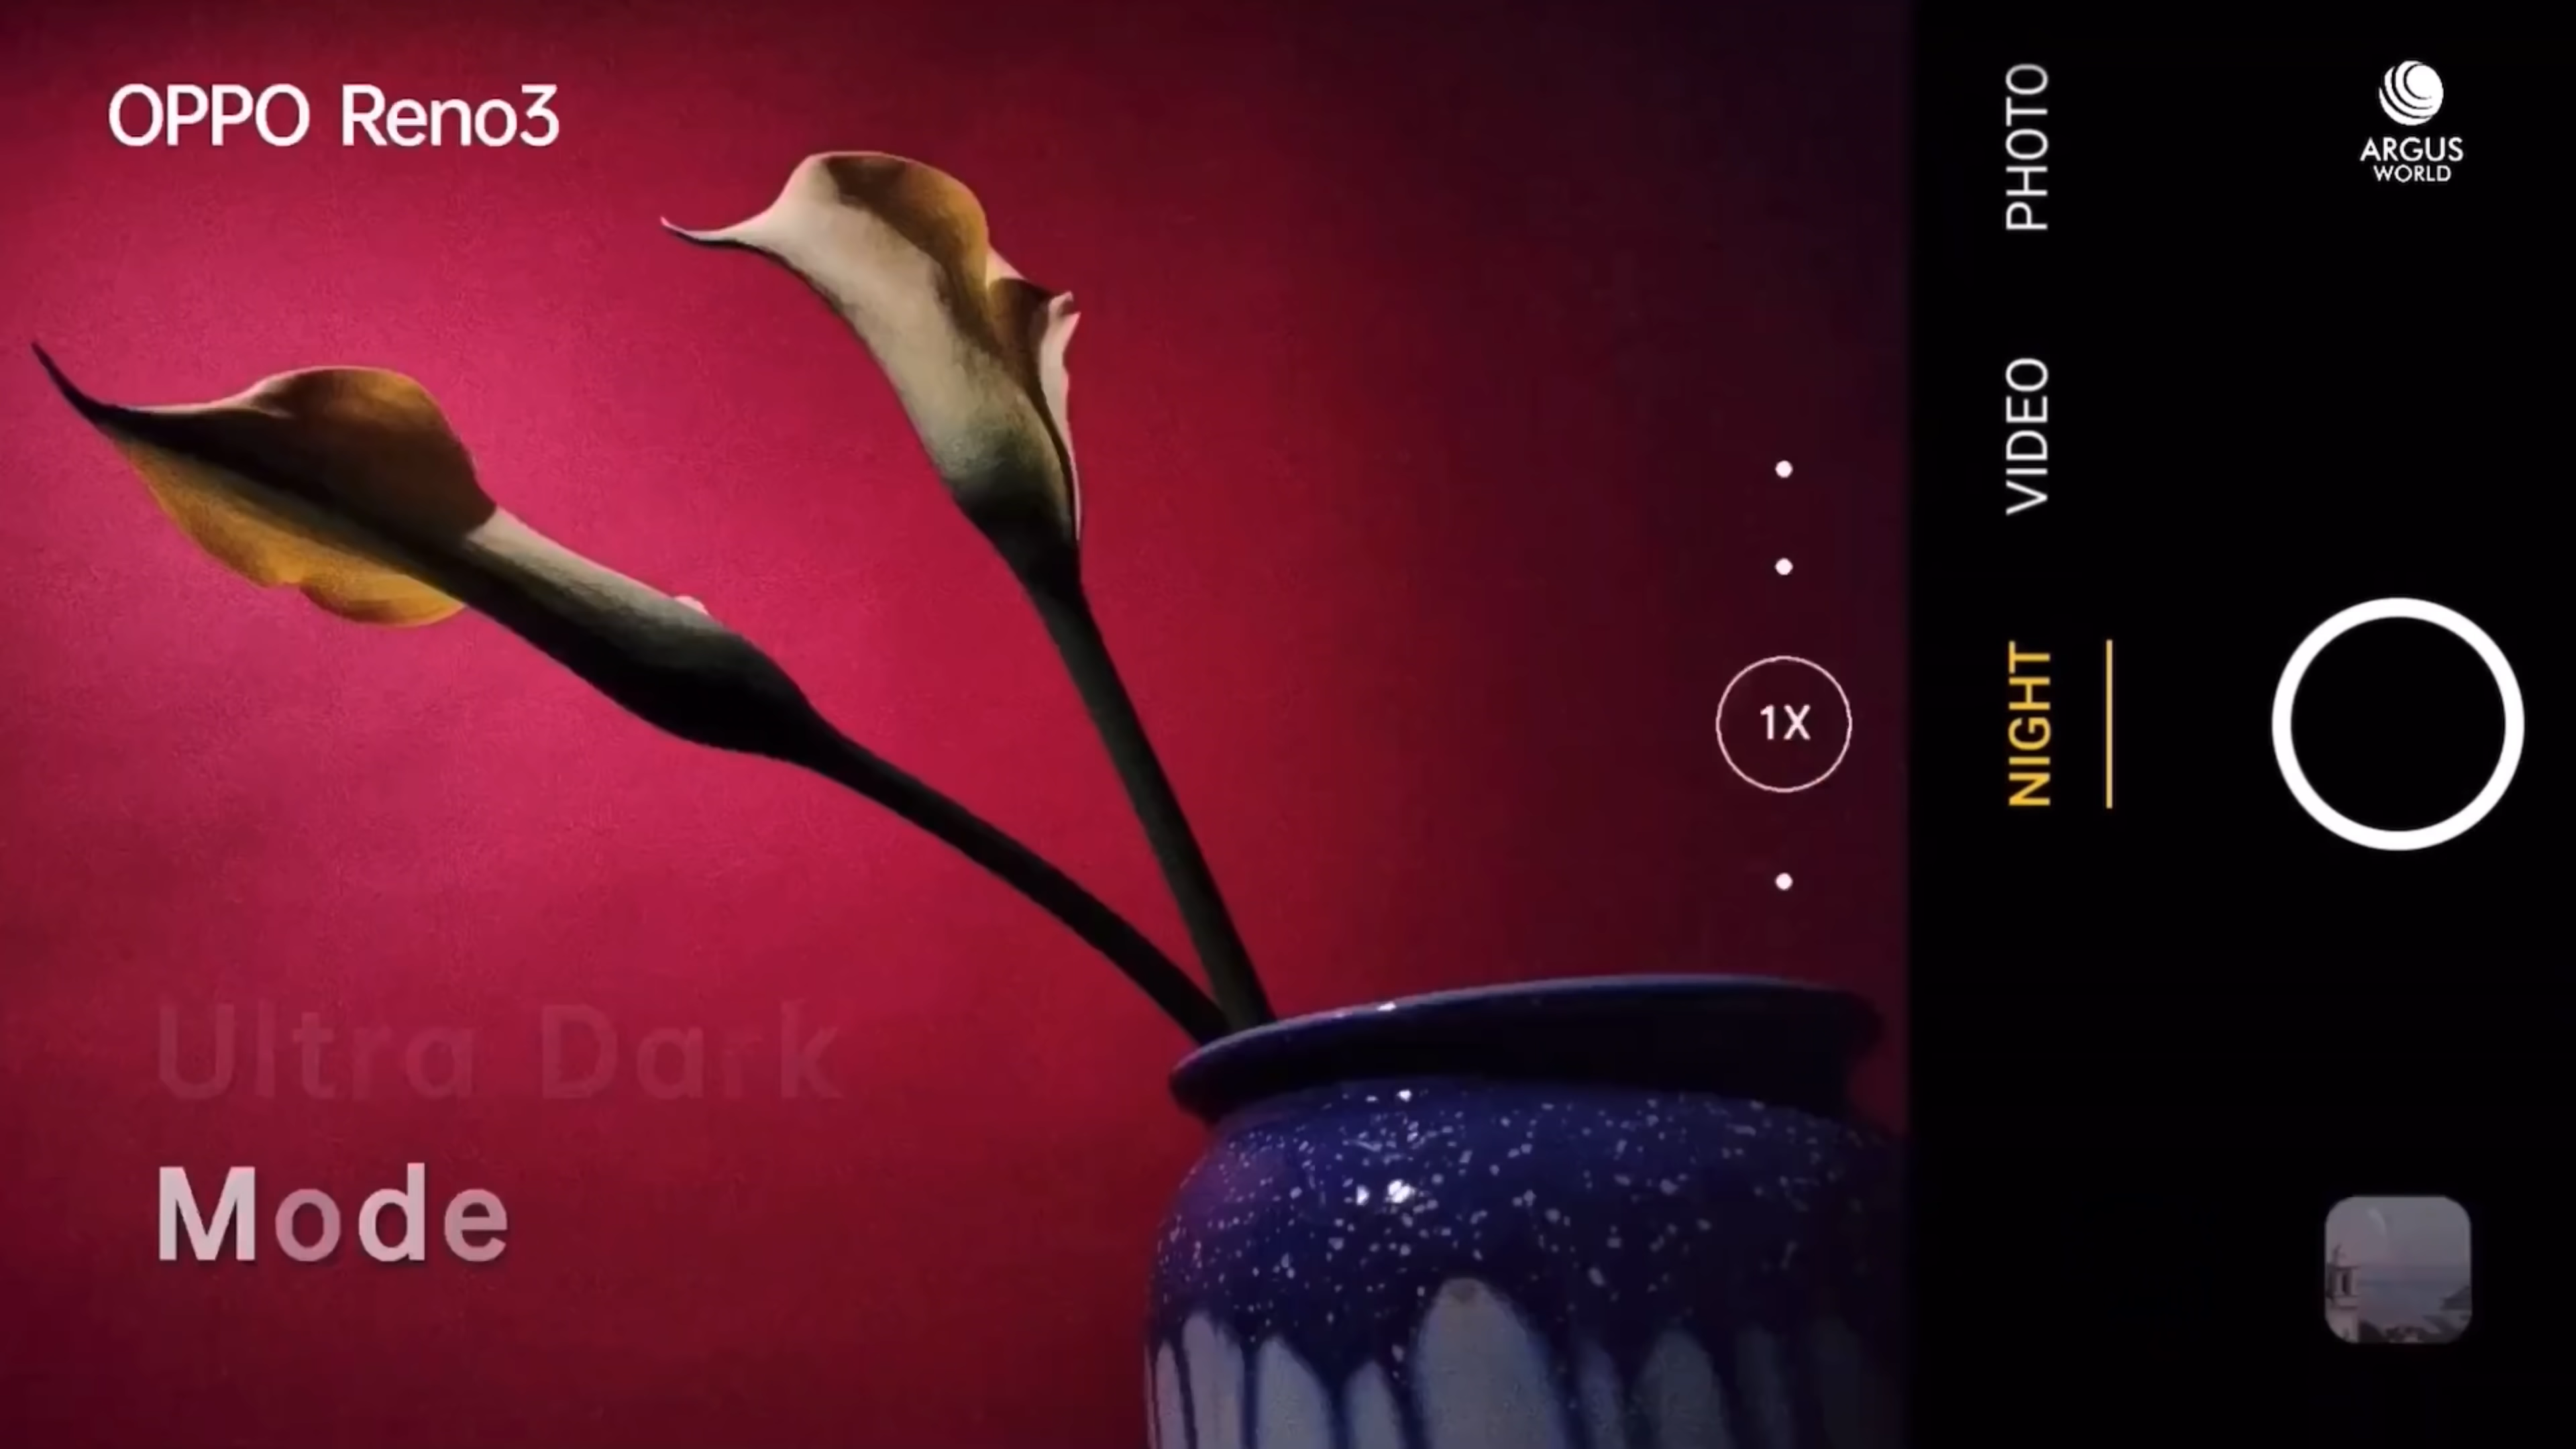 OPPO Reno3
Ultra Dark
Mode
1X
PHOTO
VIDEO
NIGHT
ARGUS
WORLD